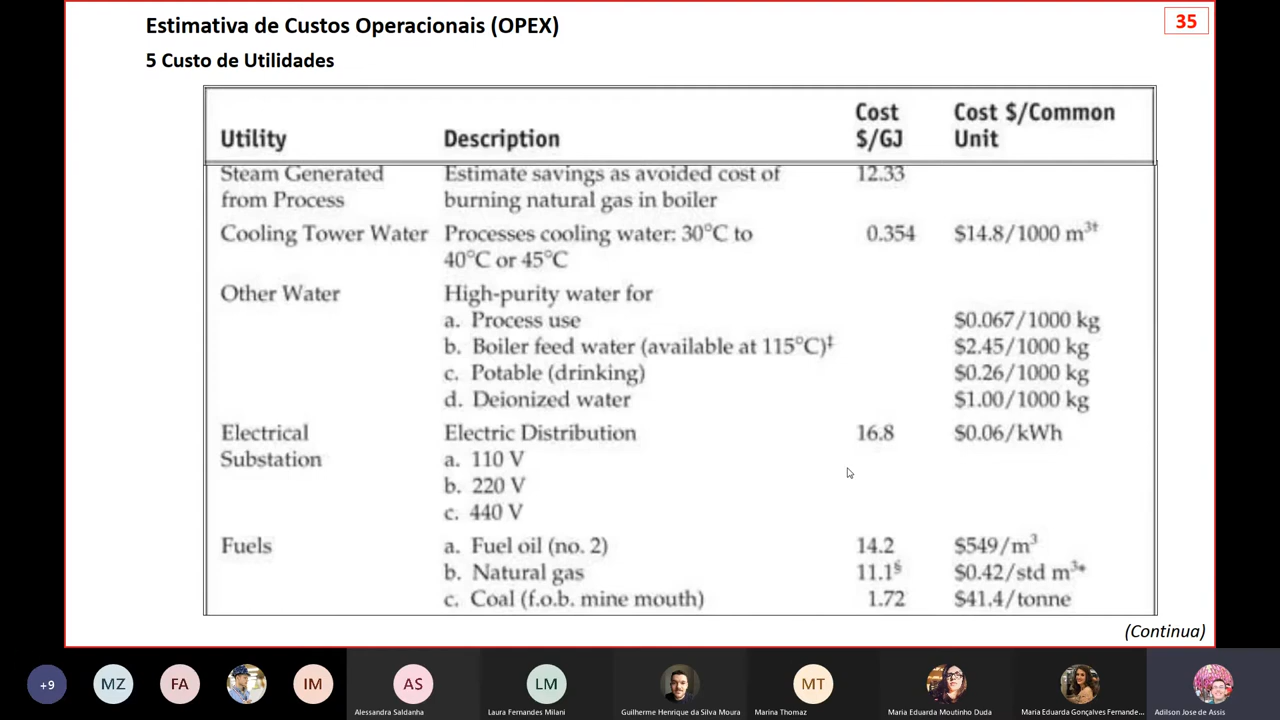 Estimativa de Custos Operacionais (OPEX)
35
5 Custo de Utilidades
Utility Description Cost $/GJ Cost $/Common Unit
Steam Generated from Process Estimate savings as avoided cost of burning natural gas in boiler 12.33
Cooling Tower Water Processes cooling water: 30°C to 40°C or 45°C 0.354 $14.8/1000 m³†
Other Water High-purity water for
a. Process use $0.067/1000 kg
b. Boiler feed water (available at 115°C)‡ $2.45/1000 kg
c. Potable (drinking) $0.26/1000 kg
d. Deionized water $1.00/1000 kg
Electrical Substation Electric Distribution 16.8 $0.06/kWh
a. 110 V
b. 220 V
c. 440 V
Fuels a. Fuel oil (no. 2) 14.2 $549/m³
b. Natural gas 11.1§ $0.42/std m³*
c. Coal (f.o.b. mine mouth) 1.72 $41.4/tonne
(Continua)
+9
MZ
FA
IM
AS
Alessandra Saldanha
LM
Laura Fernandes Milani
Guilherme Henrique da Silva Moura
MT
Marina Thomaz
Maria Eduarda Moutinho Duda
Maria Eduarda Gonçalves Fernande...
Adilson Jose de Assis